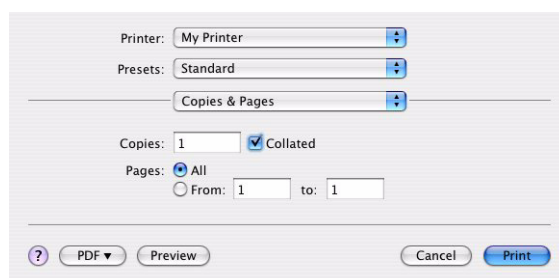 Printer: My Printer
Presets: Standard
Copies & Pages
Copies: 1 Collated
Pages: All
From: 1 to: 1
? PDF ▼ Preview Cancel Print